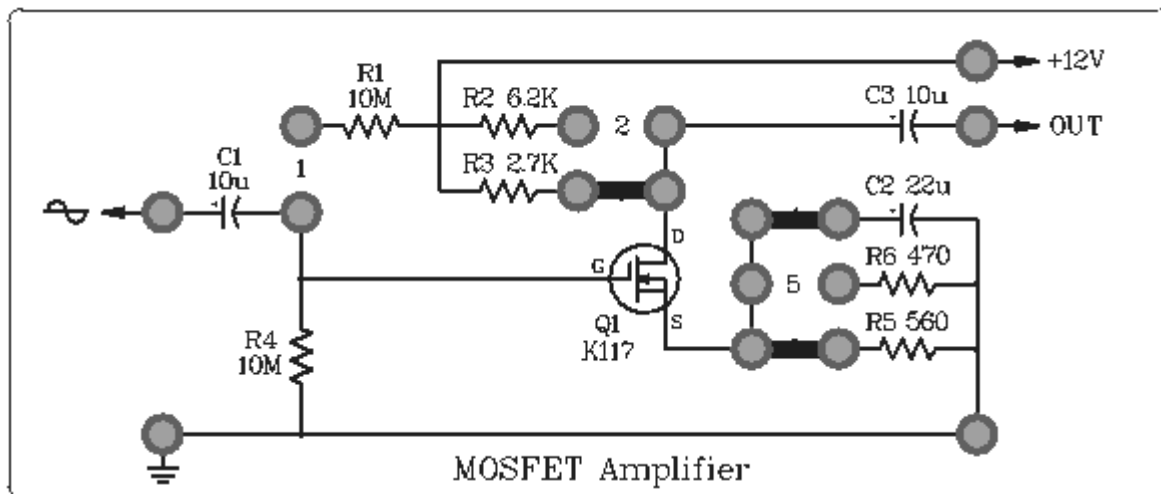 +12V
R1
10M
R2 6.2K
2
C3 10u
OUT
R3 2.7K
1
C1
10u
C2 22u
D
G
S
5
R6 470
Q1
K117
R5 560
R4
10M
MOSFET Amplifier